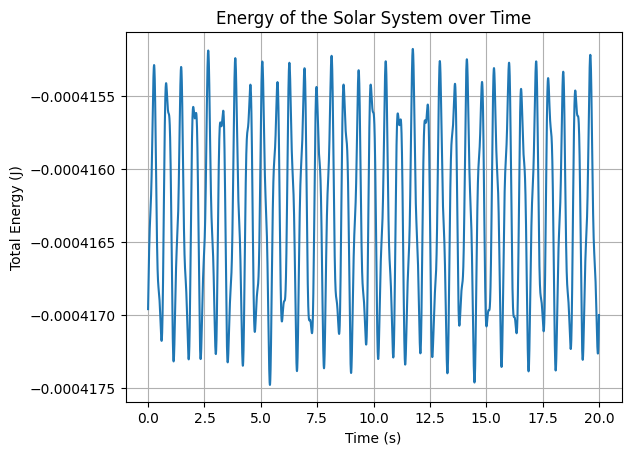 Energy of the Solar System over Time
Total Energy (J)
−0.0004155
−0.0004160
−0.0004165
−0.0004170
−0.0004175
0.0 2.5 5.0 7.5 10.0 12.5 15.0 17.5 20.0
Time (s)